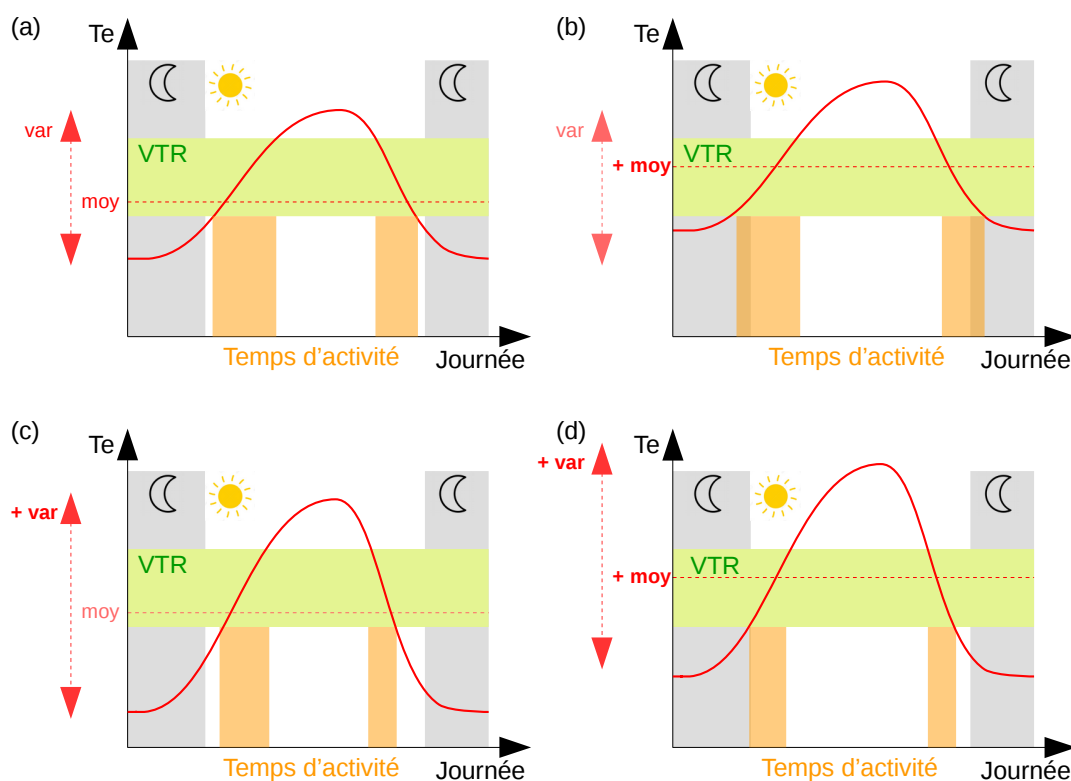 (a)
Te
var
VTR
moy
Temps d'activité
Journée
(b)
Te
var
VTR
+ moy
Temps d'activité
Journée
(c)
Te
+ var
VTR
moy
Temps d'activité
Journée
(d)
Te
+ var
VTR
+ moy
Temps d'activité
Journée